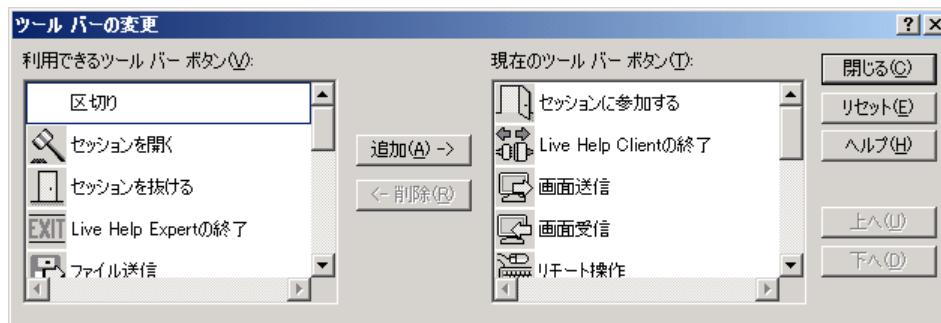 ツール バーの変更
利用できるツール バー ボタン(V):
区切り
セッションを開く
セッションを抜ける
EXIT Live Help Expertの終了
ファイル送信
追加(A) ->
<- 削除(R)
現在のツール バー ボタン(T):
セッションに参加する
Live Help Clientの終了
画面送信
画面受信
リモート操作
閉じる(C)
リセット(E)
ヘルプ(H)
上へ(U)
下へ(D)